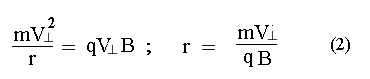 mV⊥²/r = qV⊥B ; r = mV⊥/qB (2)